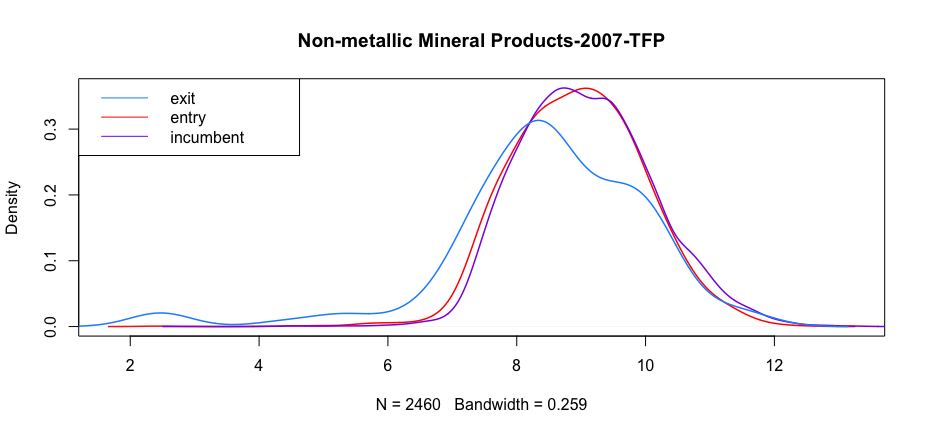 Non-metallic Mineral Products-2007-TFP
exit
entry
incumbent
Density
0.3
0.2
0.1
0.0
2 4 6 8 10 12
N = 2460 Bandwidth = 0.259